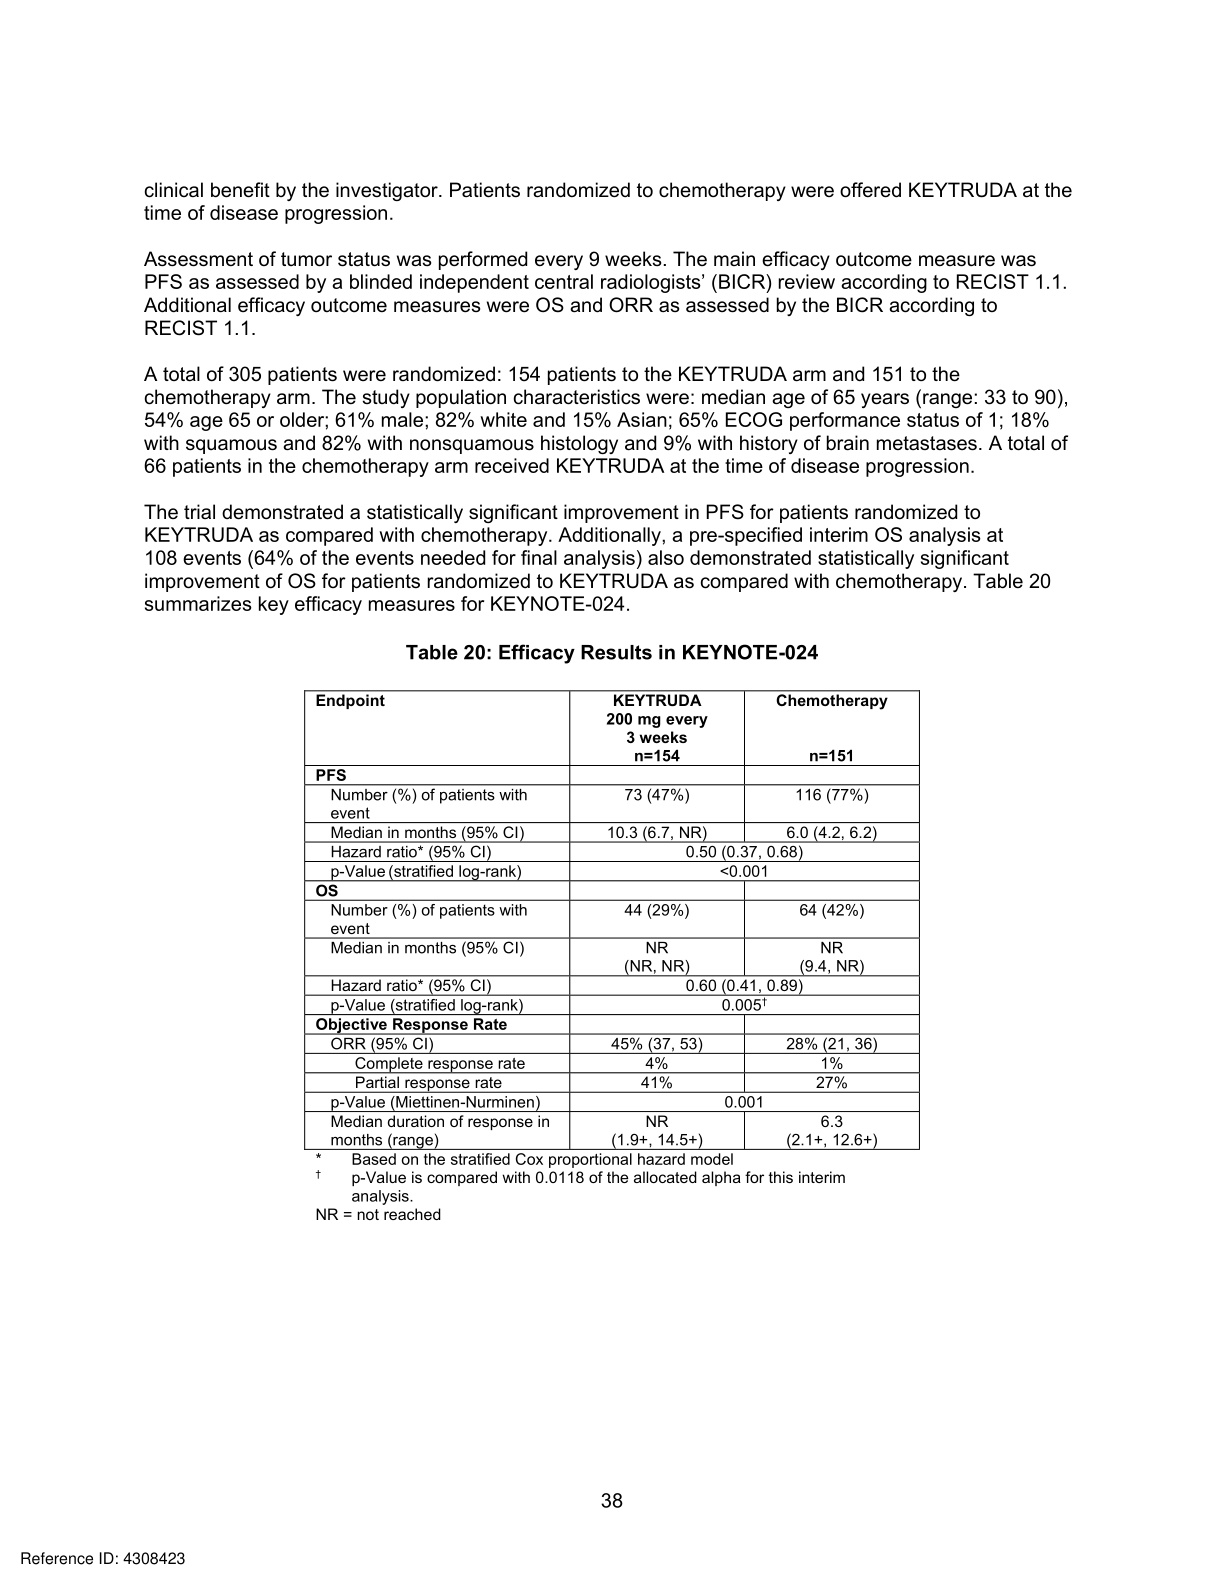 clinical benefit by the investigator. Patients randomized to chemotherapy were offered KEYTRUDA at the
time of disease progression.
Assessment of tumor status was performed every 9 weeks. The main efficacy outcome measure was
PFS as assessed by a blinded independent central radiologists’ (BICR) review according to RECIST 1.1.
Additional efficacy outcome measures were OS and ORR as assessed by the BICR according to
RECIST 1.1.
A total of 305 patients were randomized: 154 patients to the KEYTRUDA arm and 151 to the
chemotherapy arm. The study population characteristics were: median age of 65 years (range: 33 to 90),
54% age 65 or older; 61% male; 82% white and 15% Asian; 65% ECOG performance status of 1; 18%
with squamous and 82% with nonsquamous histology and 9% with history of brain metastases. A total of
66 patients in the chemotherapy arm received KEYTRUDA at the time of disease progression.
The trial demonstrated a statistically significant improvement in PFS for patients randomized to
KEYTRUDA as compared with chemotherapy. Additionally, a pre-specified interim OS analysis at
108 events (64% of the events needed for final analysis) also demonstrated statistically significant
improvement of OS for patients randomized to KEYTRUDA as compared with chemotherapy. Table 20
summarizes key efficacy measures for KEYNOTE-024.
Table 20: Efficacy Results in KEYNOTE-024
Endpoint KEYTRUDA Chemotherapy
200 mg every
3 weeks
n=154 n=151
PFS
Number (%) of patients with 73 (47%) 116 (77%)
event
Median in months (95% CI) 10.3 (6.7, NR) 6.0 (4.2, 6.2)
Hazard ratio* (95% CI) 0.50 (0.37, 0.68)
p-Value (stratified log-rank) <0.001
OS
Number (%) of patients with 44 (29%) 64 (42%)
event
Median in months (95% CI) NR NR
(NR, NR) (9.4, NR)
Hazard ratio* (95% CI) 0.60 (0.41, 0.89)
p-Value (stratified log-rank) 0.005†
Objective Response Rate
ORR (95% CI) 45% (37, 53) 28% (21, 36)
Complete response rate 4% 1%
Partial response rate 41% 27%
p-Value (Miettinen-Nurminen) 0.001
Median duration of response in NR 6.3
months (range) (1.9+, 14.5+) (2.1+, 12.6+)
* Based on the stratified Cox proportional hazard model
† p-Value is compared with 0.0118 of the allocated alpha for this interim
analysis.
NR = not reached
38
Reference ID: 4308423